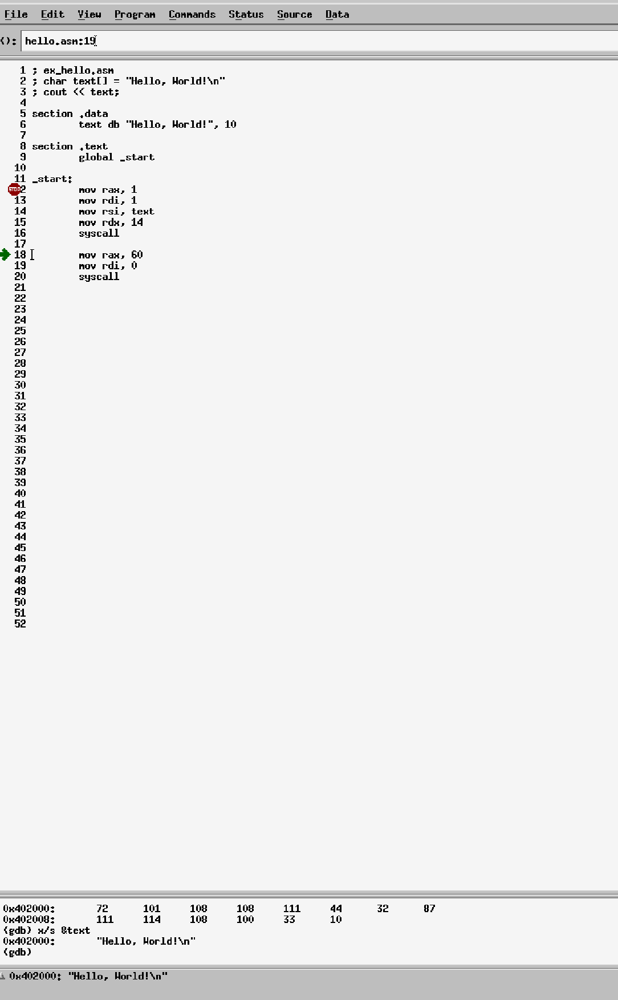 File Edit View Program Commands Status Source Data
(): hello.asm:19
1 ; ex_hello.asm
2 ; char text[] = "Hello, World!\n"
3 ; cout << text;
4
5 section .data
6 text db "Hello, World!", 10
7
8 section .text
9 global _start
10
11 _start:
STOP 2 mov rax, 1
13 mov rdi, 1
14 mov rsi, text
15 mov rdx, 14
16 syscall
17
18 mov rax, 60
19 mov rdi, 0
20 syscall
21
22
23
24
25
26
27
28
29
30
31
32
33
34
35
36
37
38
39
40
41
42
43
44
45
46
47
48
49
50
51
52
0x402000: 72 101 108 108 111 44 32 87
0x402008: 111 114 108 100 33 10
(gdb) x/s &text
0x402000: "Hello, World!\n"
(gdb)
0x402000: "Hello, World!\n"